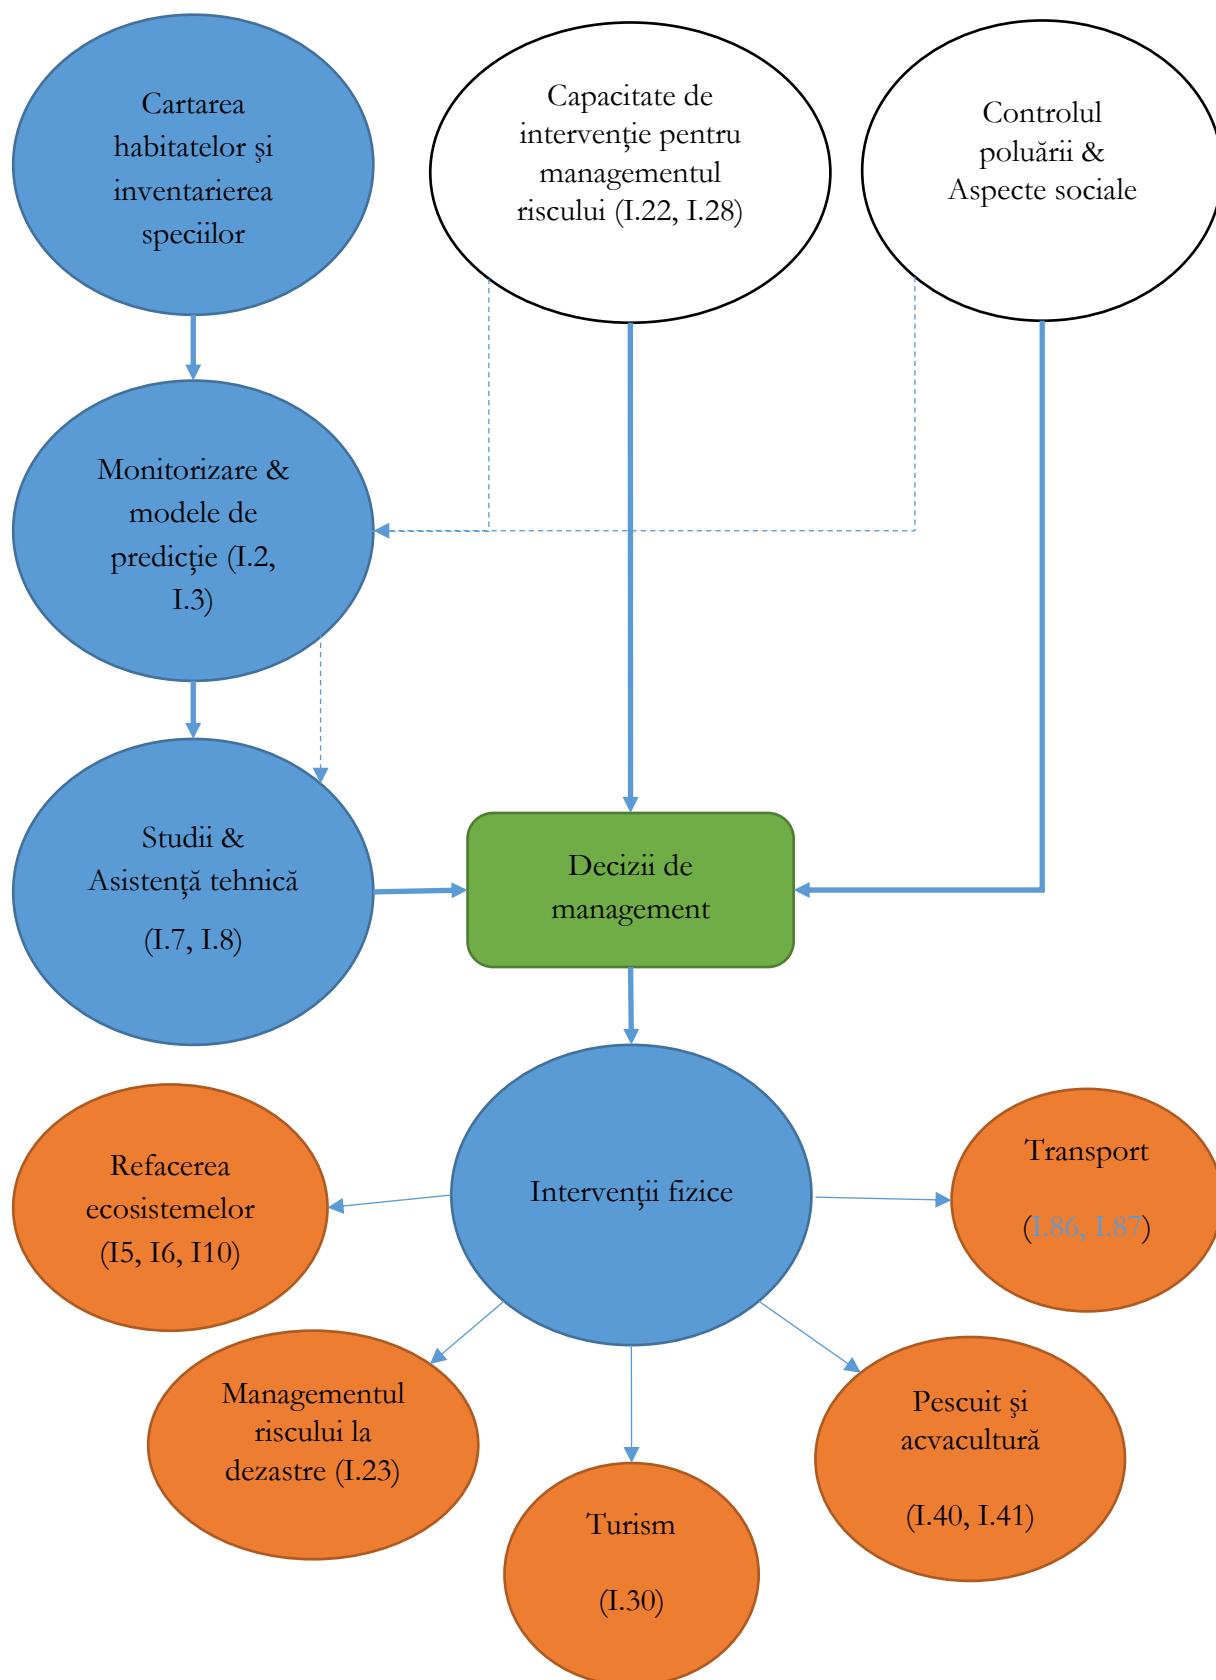 Cartarea
habitatelor şi
inventarierea
speciilor
Capacitate de
intervenţie pentru
managementul
riscului (I.22, I.28)
Controlul
poluării &
Aspecte sociale
Monitorizare &
modele de
predicţie (I.2,
I.3)
Studii &
Asistenţă tehnică
(I.7, I.8)
Decizii de
management
Intervenţii fizice
Refacerea
ecosistemelor
(I5, I6, I10)
Transport
(I.86, I.87)
Managementul
riscului la
dezastre (I.23)
Pescuit şi
acvacultură
(I.40, I.41)
Turism
(I.30)